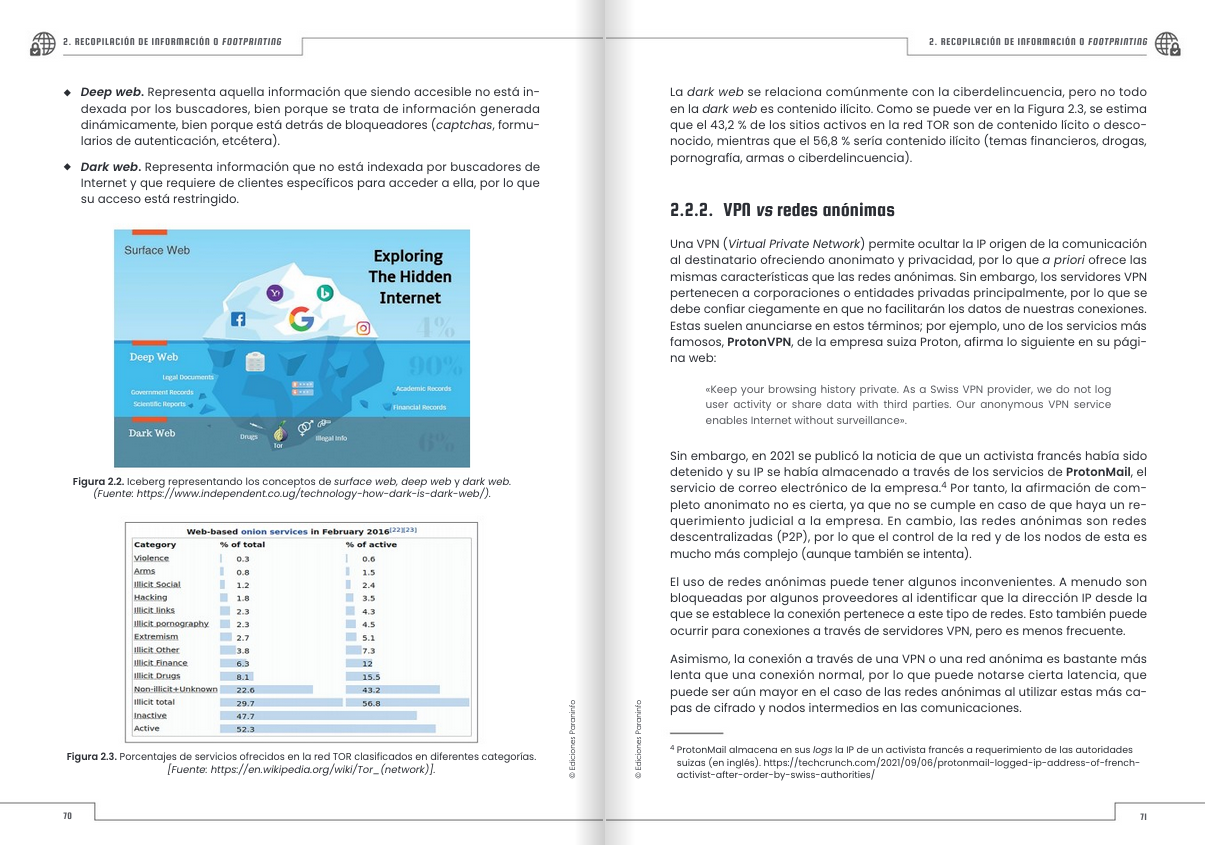 2. RECOPILACIÓN DE INFORMACIÓN O FOOTPRINTING
◆ Deep web. Representa aquella información que siendo accesible no está in-
dexada por los buscadores, bien porque se trata de información generada
dinámicamente, bien porque está detrás de bloqueadores (captchas, formu-
larios de autenticación, etcétera).
◆ Dark web. Representa información que no está indexada por buscadores de
Internet y que requiere de clientes específicos para acceder a ella, por lo que
su acceso está restringido.
Surface Web
Exploring
The Hidden
Internet
4%
Deep Web
90%
Legal Documents
Government Records
Scientific Reports
Academic Records
Financial Records
Dark Web
Drugs
Tor
Illegal Info
6%
Figura 2.2. Iceberg representando los conceptos de surface web, deep web y dark web.
(Fuente: https://www.independent.co.ug/technology-how-dark-is-dark-web/).
Web-based onion services in February 2016[22][23]
Category % of total % of active
Violence 0.3 0.6
Arms 0.8 1.5
Illicit Social 1.2 2.4
Hacking 1.8 3.5
Illicit links 2.3 4.3
Illicit pornography 2.3 4.5
Extremism 2.7 5.1
Illicit Other 3.8 7.3
Illicit Finance 6.3 12
Illicit Drugs 8.1 15.5
Non-illicit+Unknown 22.6 43.2
Illicit total 29.7 56.8
Inactive 47.7
Active 52.3
Figura 2.3. Porcentajes de servicios ofrecidos en la red TOR clasificados en diferentes categorías.
[Fuente: https://en.wikipedia.org/wiki/Tor_(network)].
© Ediciones Paraninfo
70
2. RECOPILACIÓN DE INFORMACIÓN O FOOTPRINTING
La dark web se relaciona comúnmente con la ciberdelincuencia, pero no todo
en la dark web es contenido ilícito. Como se puede ver en la Figura 2.3, se estima
que el 43,2 % de los sitios activos en la red TOR son de contenido lícito o desco-
nocido, mientras que el 56,8 % sería contenido ilícito (temas financieros, drogas,
pornografía, armas o ciberdelincuencia).
2.2.2. VPN vs redes anónimas
Una VPN (Virtual Private Network) permite ocultar la IP origen de la comunicación
al destinatario ofreciendo anonimato y privacidad, por lo que a priori ofrece las
mismas características que las redes anónimas. Sin embargo, los servidores VPN
pertenecen a corporaciones o entidades privadas principalmente, por lo que se
debe confiar ciegamente en que no facilitarán los datos de nuestras conexiones.
Estas suelen anunciarse en estos términos; por ejemplo, uno de los servicios más
famosos, ProtonVPN, de la empresa suiza Proton, afirma lo siguiente en su pági-
na web:
«Keep your browsing history private. As a Swiss VPN provider, we do not log
user activity or share data with third parties. Our anonymous VPN service
enables Internet without surveillance».
Sin embargo, en 2021 se publicó la noticia de que un activista francés había sido
detenido y su IP se había almacenado a través de los servicios de ProtonMail, el
servicio de correo electrónico de la empresa.4 Por tanto, la afirmación de com-
pleto anonimato no es cierta, ya que no se cumple en caso de que haya un re-
querimiento judicial a la empresa. En cambio, las redes anónimas son redes
descentralizadas (P2P), por lo que el control de la red y de los nodos de esta es
mucho más complejo (aunque también se intenta).
El uso de redes anónimas puede tener algunos inconvenientes. A menudo son
bloqueadas por algunos proveedores al identificar que la dirección IP desde la
que se establece la conexión pertenece a este tipo de redes. Esto también puede
ocurrir para conexiones a través de servidores VPN, pero es menos frecuente.
Asimismo, la conexión a través de una VPN o una red anónima es bastante más
lenta que una conexión normal, por lo que puede notarse cierta latencia, que
puede ser aún mayor en el caso de las redes anónimas al utilizar estas más ca-
pas de cifrado y nodos intermedios en las comunicaciones.
4 ProtonMail almacena en sus logs la IP de un activista francés a requerimiento de las autoridades
suizas (en inglés). https://techcrunch.com/2021/09/06/protonmail-logged-ip-address-of-french-
activist-after-order-by-swiss-authorities/
© Ediciones Paraninfo
71